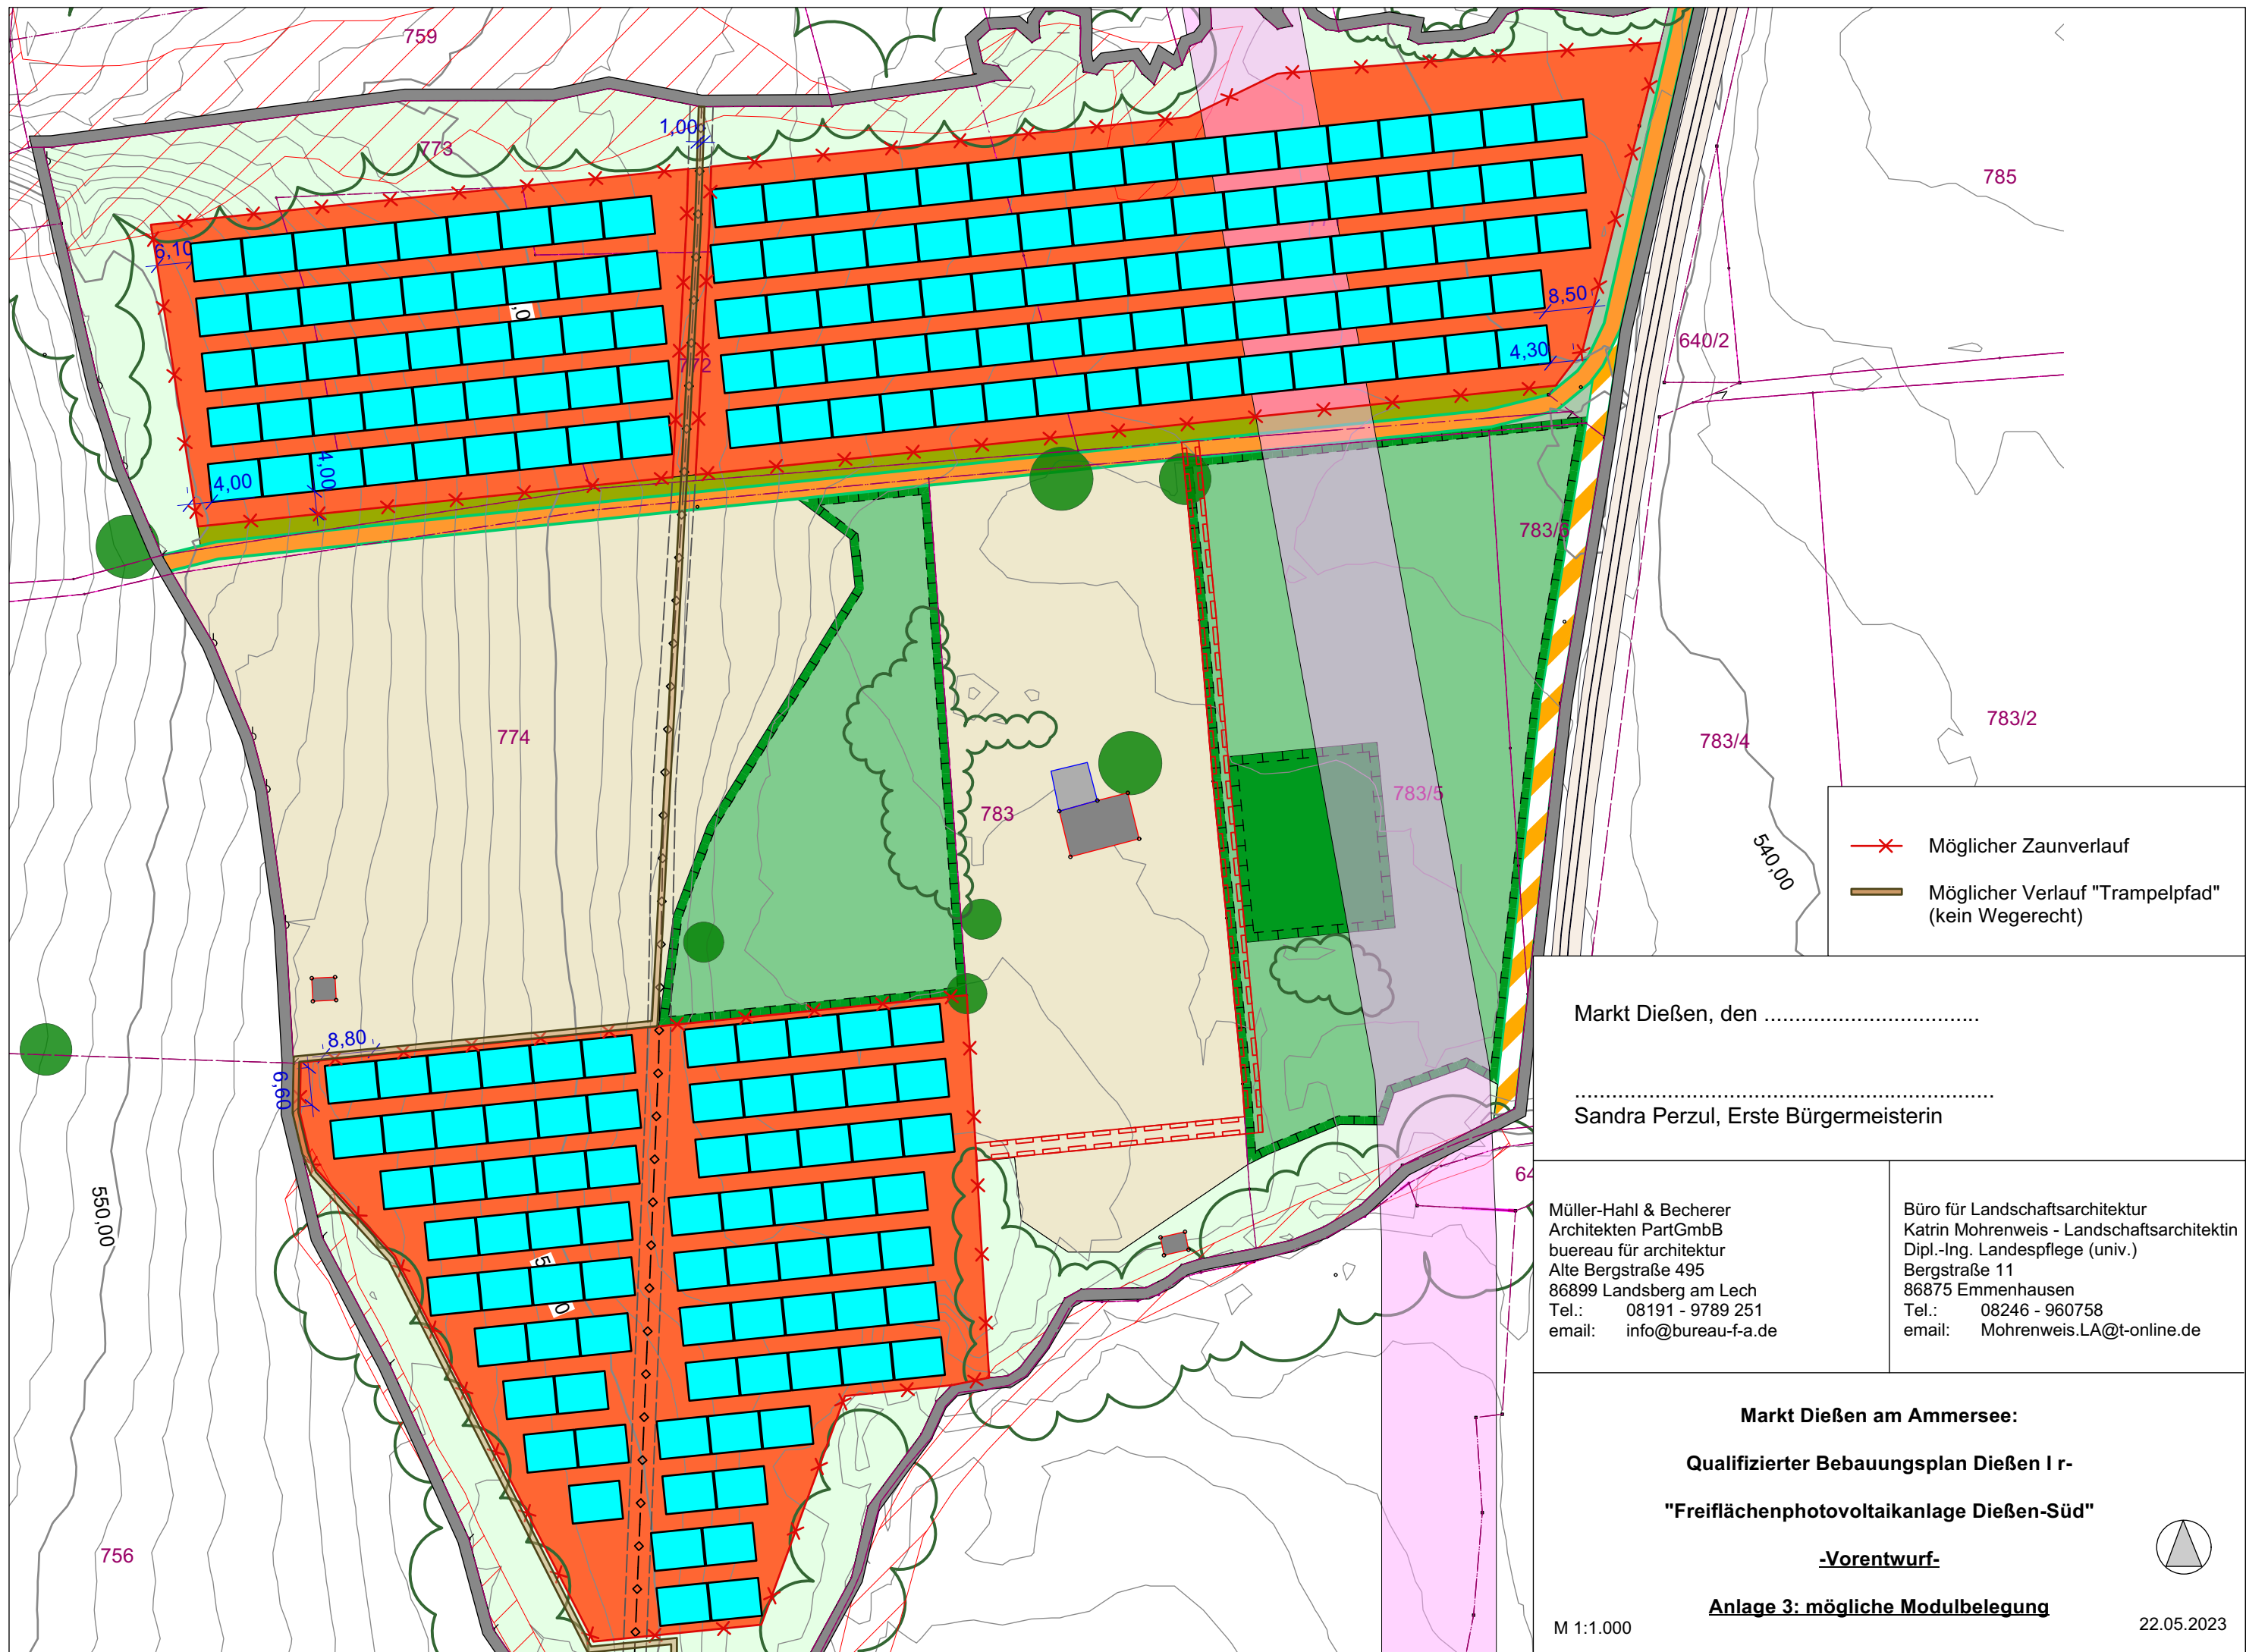 759
773
1,00
785
6,10
8,50
640/2
772
4,30
4,00
4,00
783/6
774
783/4
783/2
783
783/5
540,00
Möglicher Zaunverlauf
Möglicher Verlauf "Trampelpfad"
(kein Wegerecht)
8,80
6,60
550,00
756
Markt Dießen, den ..................................
...................................................................
Sandra Perzul, Erste Bürgermeisterin
Müller-Hahl & Becherer
Architekten PartGmbB
buereau für architektur
Alte Bergstraße 495
86899 Landsberg am Lech
Tel.: 08191 - 9789 251
email: info@bureau-f-a.de
Büro für Landschaftsarchitektur
Katrin Mohrenweis - Landschaftsarchitektin
Dipl.-Ing. Landespflege (univ.)
Bergstraße 11
86875 Emmenhausen
Tel.: 08246 - 960758
email: Mohrenweis.LA@t-online.de
Markt Dießen am Ammersee:
Qualifizierter Bebauungsplan Dießen I r-
"Freiflächenphotovoltaikanlage Dießen-Süd"
-Vorentwurf-
Anlage 3: mögliche Modulbelegung
M 1:1.000
22.05.2023